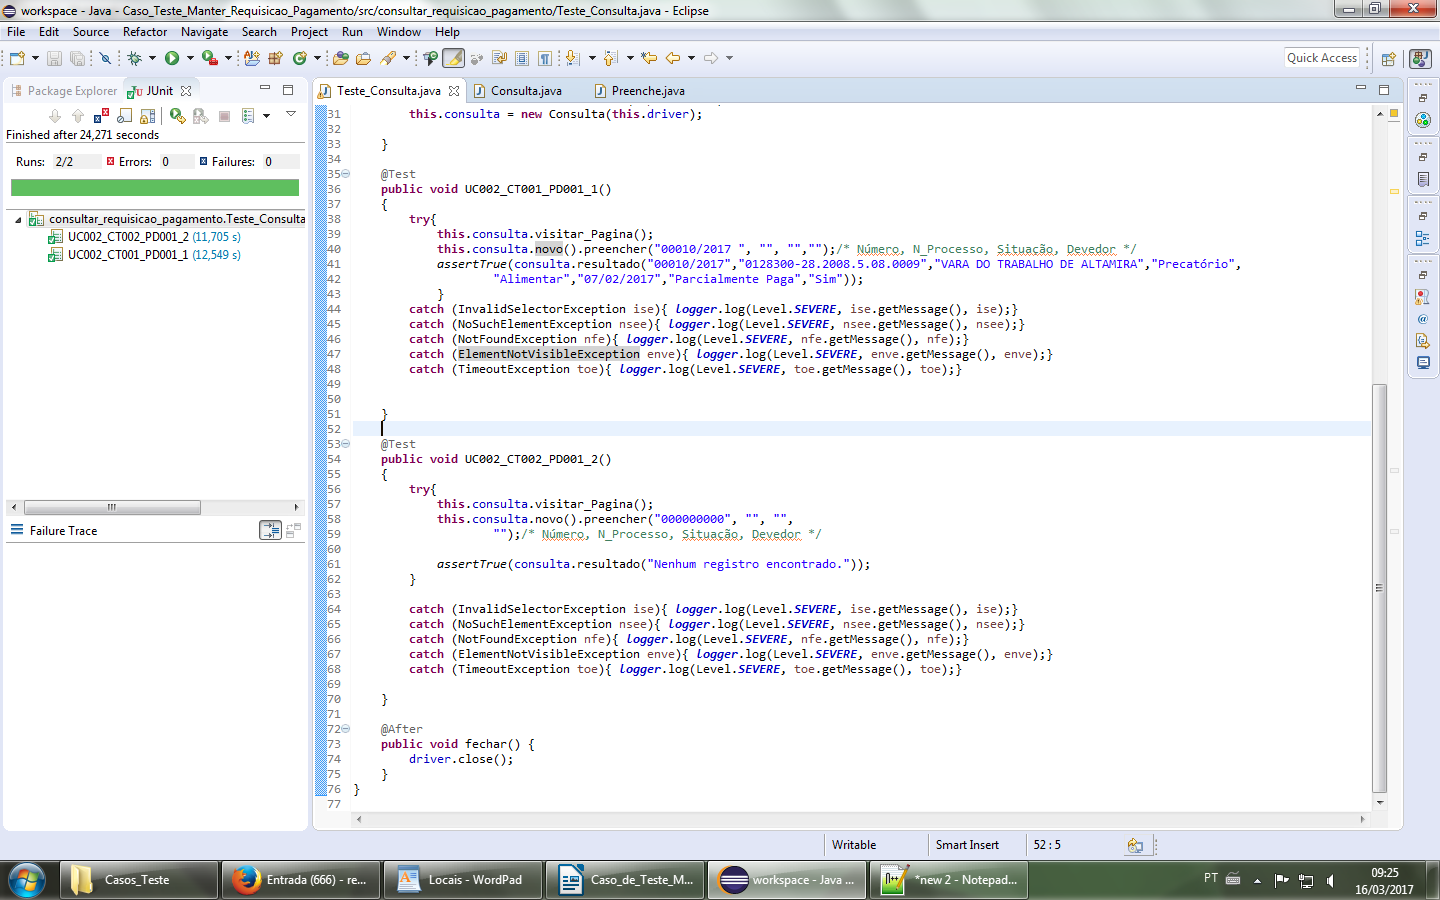 workspace - Java - Caso_Teste_Manter_Requisicao_Pagamento/src/consultar_requisicao_pagamento/Teste_Consulta.java - Eclipse
File Edit Source Refactor Navigate Search Project Run Window Help
Quick Access
Package Explorer JUnit
Teste_Consulta.java Consulta.java Preenche.java
Finished after 24,271 seconds
Runs: 2/2 Errors: 0 Failures: 0
consultar_requisicao_pagamento.Teste_Consulta
UC002_CT002_PD001_2 (11,705 s)
UC002_CT001_PD001_1 (12,549 s)
Failure Trace
31 this.consulta = new Consulta(this.driver);
32
33 }
34
35 @Test
36 public void UC002_CT001_PD001_1()
37 {
38 try{
39 this.consulta.visitar_Pagina();
40 this.consulta.novo().preencher("00010/2017 ", "", "","");/* Número, N_Processo, Situacão, Devedor */
41 assertTrue(consulta.resultado("00010/2017","0128300-28.2008.5.08.0009","VARA DO TRABALHO DE ALTAMIRA","Precatório",
42 "Alimentar","07/02/2017","Parcialmente Paga","Sim"));
43 }
44 catch (InvalidSelectorException ise){ logger.log(Level.SEVERE, ise.getMessage(), ise);}
45 catch (NoSuchElementException nsee){ logger.log(Level.SEVERE, nsee.getMessage(), nsee);}
46 catch (NotFoundException nfe){ logger.log(Level.SEVERE, nfe.getMessage(), nfe);}
47 catch (ElementNotVisibleException enve){ logger.log(Level.SEVERE, enve.getMessage(), enve);}
48 catch (TimeoutException toe){ logger.log(Level.SEVERE, toe.getMessage(), toe);}
49
50
51 }
52
53 @Test
54 public void UC002_CT002_PD001_2()
55 {
56 try{
57 this.consulta.visitar_Pagina();
58 this.consulta.novo().preencher("000000000", "", "",
59 "");/* Número, N_Processo, Situacão, Devedor */
60
61 assertTrue(consulta.resultado("Nenhum registro encontrado."));
62 }
63
64 catch (InvalidSelectorException ise){ logger.log(Level.SEVERE, ise.getMessage(), ise);}
65 catch (NoSuchElementException nsee){ logger.log(Level.SEVERE, nsee.getMessage(), nsee);}
66 catch (NotFoundException nfe){ logger.log(Level.SEVERE, nfe.getMessage(), nfe);}
67 catch (ElementNotVisibleException enve){ logger.log(Level.SEVERE, enve.getMessage(), enve);}
68 catch (TimeoutException toe){ logger.log(Level.SEVERE, toe.getMessage(), toe);}
69
70 }
71
72 @After
73 public void fechar() {
74 driver.close();
75 }
76 }
77
Writable Smart Insert 52 : 5
Casos_Teste Entrada (666) - re... Locais - WordPad Caso_de_Teste_M... workspace - Java ... *new 2 - Notepad... PT 09:25
16/03/2017